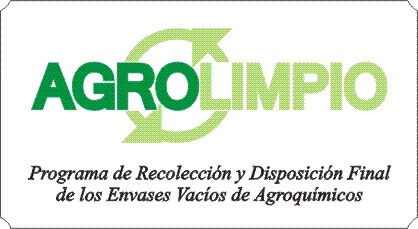 AGROLIMPIO
Programa de Recolección y Disposición Final
de los Envases Vacíos de Agroquímicos